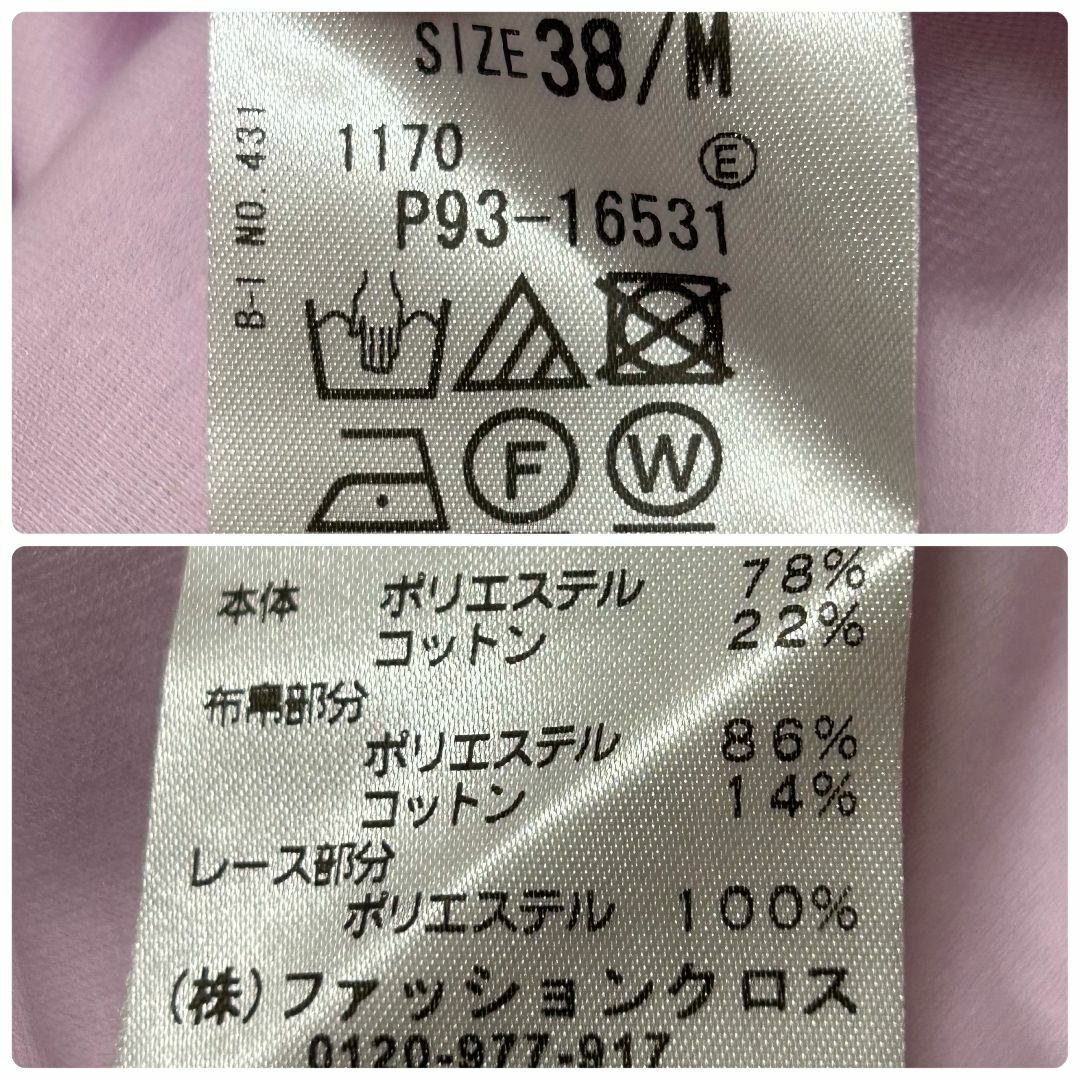 SIZE 38/M
B-1 NO.431
1170 Ⓔ
P93-16531
Ⓕ Ⓦ
本体 ポリエステル 78%
コットン 22%
布帛部分
ポリエステル 86%
コットン 14%
レース部分
ポリエステル 100%
(株)ファッションクロス
0120-977-917